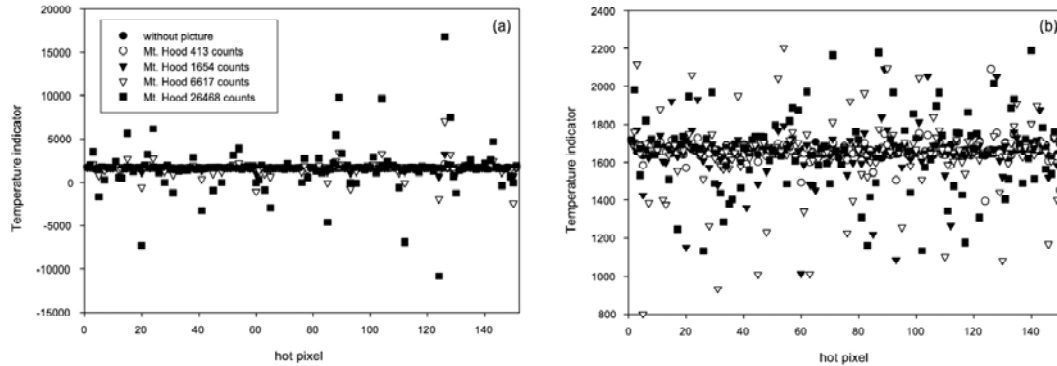 (a)
20000
15000
10000
5000
0
-5000
-10000
-15000
Temperature indicator
without picture
Mt. Hood 413 counts
Mt. Hood 1654 counts
Mt. Hood 6617 counts
Mt. Hood 26468 counts
0 20 40 60 80 100 120 140
hot pixel
(b)
2400
2200
2000
1800
1600
1400
1200
1000
800
Temperature indicator
0 20 40 60 80 100 120 140
hot pixel